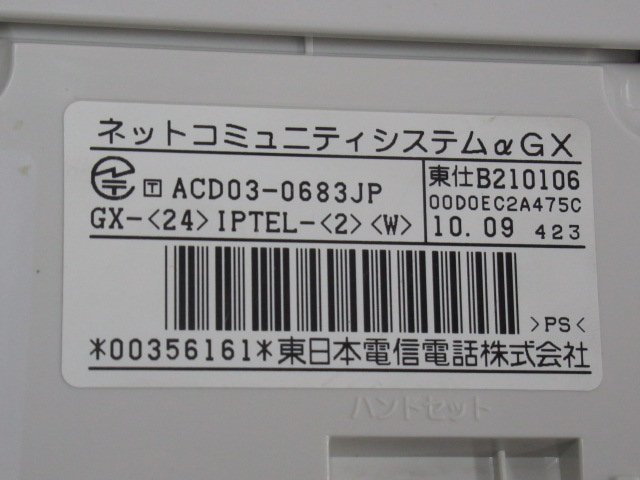 ネットコミュニティシステムαGX
T ACD03-0683JP
東仕B210106
00D0EC2A475C
GX-<24>IPTEL-<2><W>
10.09 423
>PS<
*00356161*東日本電信電話株式会社
ハンドセット